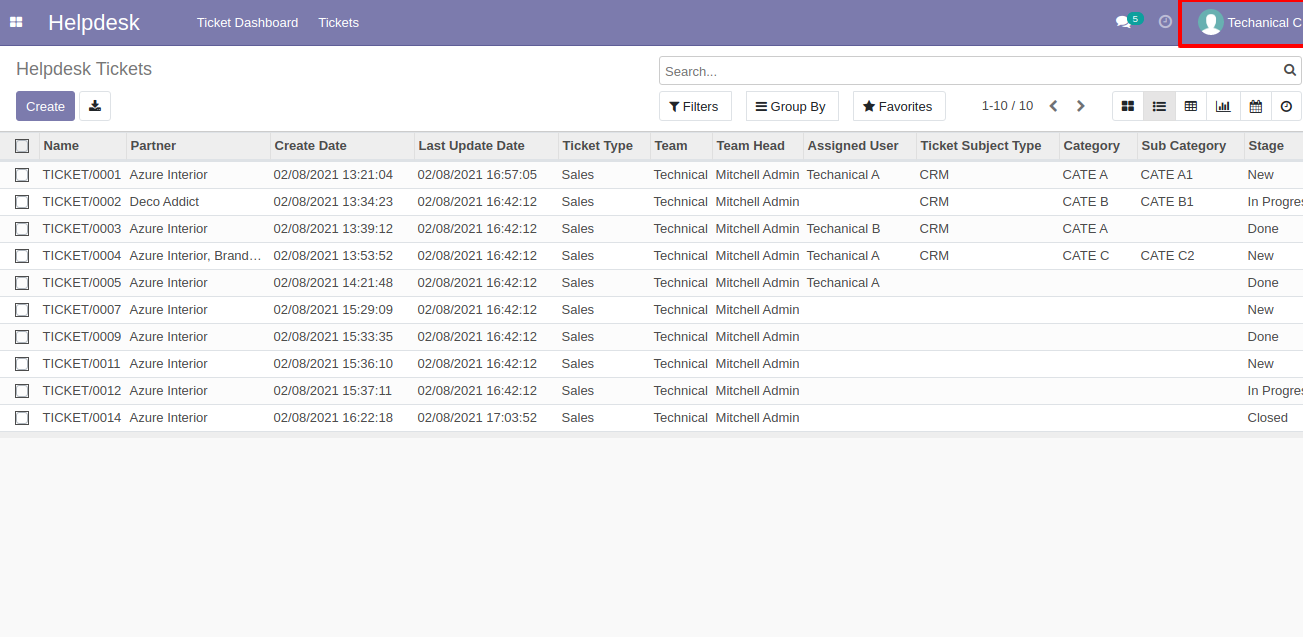 Helpdesk Ticket Dashboard Tickets 5 Techanical C
Helpdesk Tickets Search...
Create Filters Group By Favorites 1-10 / 10
Name Partner Create Date Last Update Date Ticket Type Team Team Head Assigned User Ticket Subject Type Category Sub Category Stage
TICKET/0001 Azure Interior 02/08/2021 13:21:04 02/08/2021 16:57:05 Sales Technical Mitchell Admin Techanical A CRM CATE A CATE A1 New
TICKET/0002 Deco Addict 02/08/2021 13:34:23 02/08/2021 16:42:12 Sales Technical Mitchell Admin CRM CATE B CATE B1 In Progres
TICKET/0003 Azure Interior 02/08/2021 13:39:12 02/08/2021 16:42:12 Sales Technical Mitchell Admin Techanical B CRM CATE A Done
TICKET/0004 Azure Interior, Brand… 02/08/2021 13:53:52 02/08/2021 16:42:12 Sales Technical Mitchell Admin Techanical A CRM CATE C CATE C2 New
TICKET/0005 Azure Interior 02/08/2021 14:21:48 02/08/2021 16:42:12 Sales Technical Mitchell Admin Techanical A Done
TICKET/0007 Azure Interior 02/08/2021 15:29:09 02/08/2021 16:42:12 Sales Technical Mitchell Admin New
TICKET/0009 Azure Interior 02/08/2021 15:33:35 02/08/2021 16:42:12 Sales Technical Mitchell Admin Done
TICKET/0011 Azure Interior 02/08/2021 15:36:10 02/08/2021 16:42:12 Sales Technical Mitchell Admin New
TICKET/0012 Azure Interior 02/08/2021 15:37:11 02/08/2021 16:42:12 Sales Technical Mitchell Admin In Progres
TICKET/0014 Azure Interior 02/08/2021 16:22:18 02/08/2021 17:03:52 Sales Technical Mitchell Admin Closed